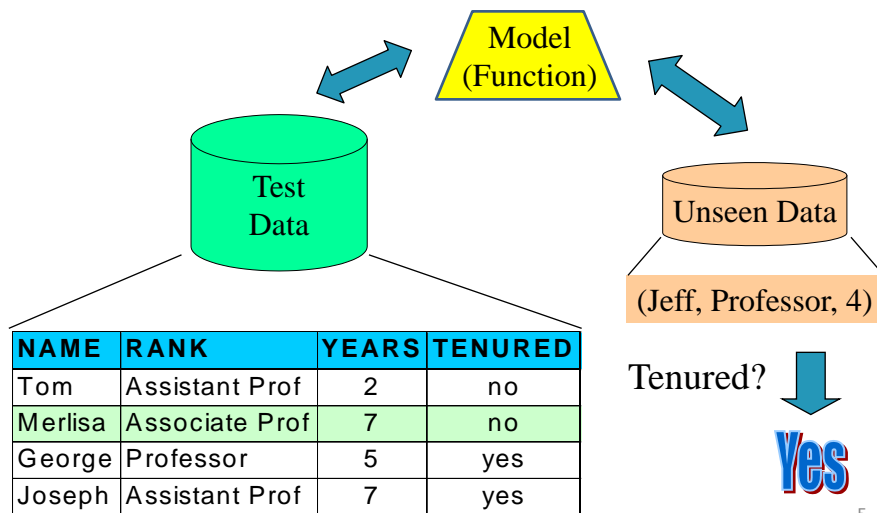 Model
(Function)
Test
Data
Unseen Data
(Jeff, Professor, 4)
NAME RANK YEARS TENURED
Tom Assistant Prof 2 no
Merlisa Associate Prof 7 no
George Professor 5 yes
Joseph Assistant Prof 7 yes
Tenured?
Yes
5